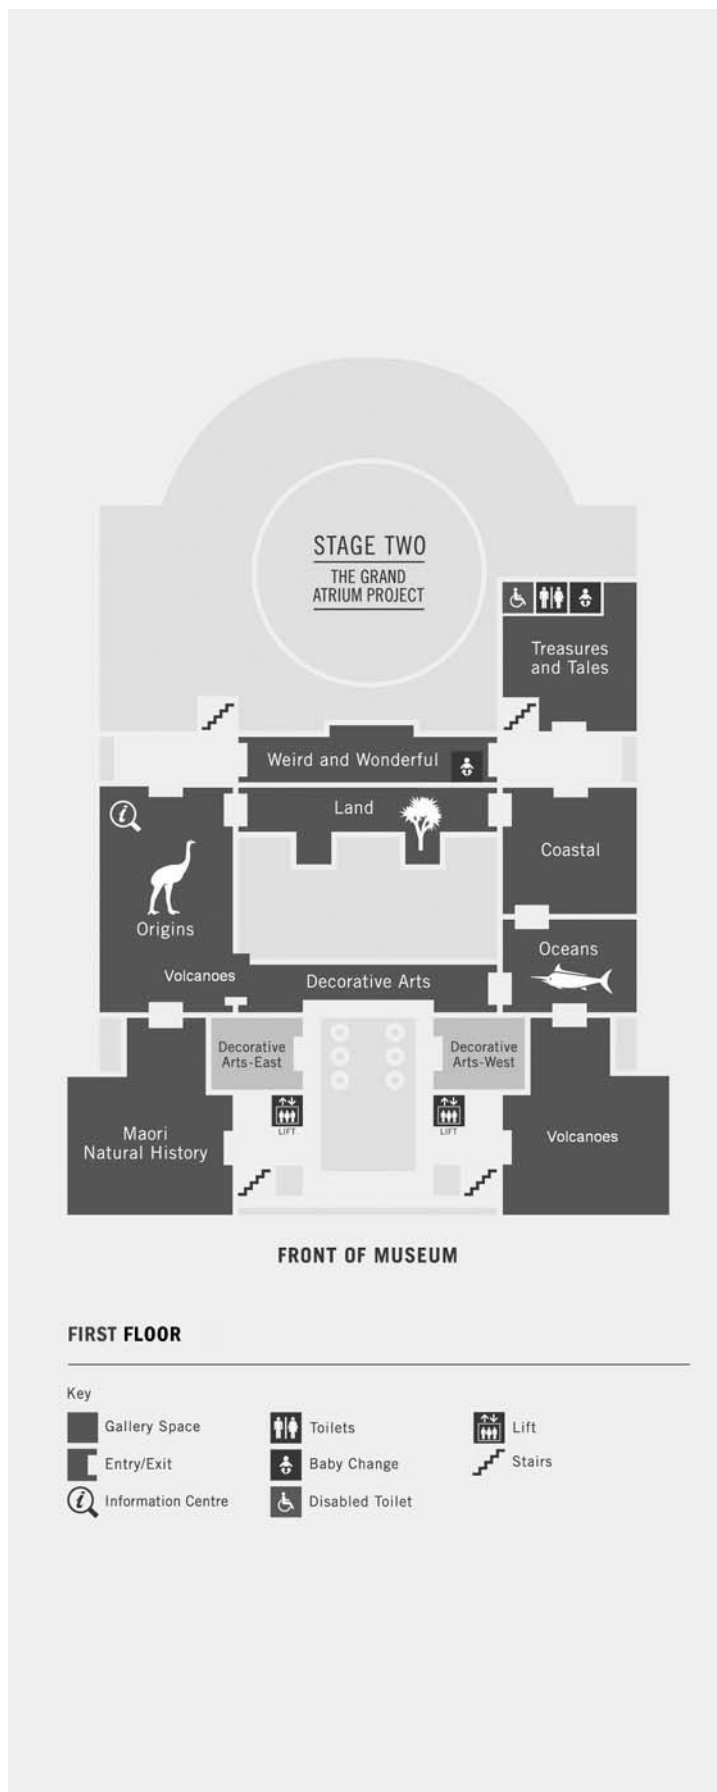 STAGE TWO
THE GRAND
ATRIUM PROJECT
Treasures
and Tales
Weird and Wonderful
Land
Coastal
Origins
Oceans
Volcanoes
Decorative Arts
Decorative
Arts-East
Decorative
Arts-West
LIFT
LIFT
Maori
Natural History
Volcanoes
FRONT OF MUSEUM
FIRST FLOOR
Key
Gallery Space
Toilets
Lift
Entry/Exit
Baby Change
Stairs
i Information Centre
Disabled Toilet